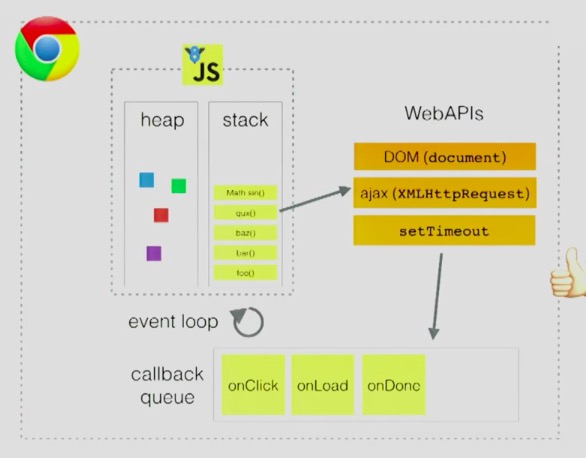 JS
heap
stack
WebAPIs
Math.sin()
qux()
baz()
bar()
foo()
DOM (document)
ajax (XMLHttpRequest)
setTimeout
event loop
callback
queue
onClick
onLoad
onDone